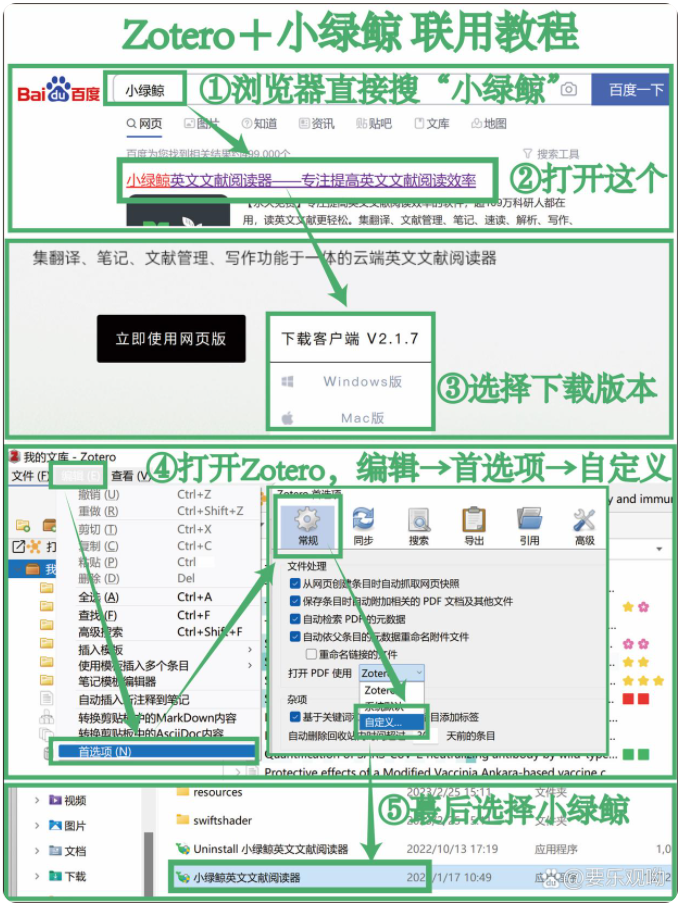 Zotero＋小绿鲸 联用教程
Bai du 百度
小绿鲸
①浏览器直接搜“小绿鲸”
百度一下
网页 图片 知道 资讯 贴吧 文库 地图
百度为您找到相关结果约99,000个
搜索工具
小绿鲸英文文献阅读器——专注提高英文文献阅读效率
②打开这个
【永久免费】专注提高英文文献阅读效率的软件，超109万科研人都在
用，读英文文献更轻松。集翻译、文献管理、笔记、速读、解析、写作、
集翻译、笔记、文献管理、写作功能于一体的云端英文文献阅读器
立即使用网页版
下载客户端 V2.1.7
Windows版
Mac版
③选择下载版本
我的文库 - Zotero
文件 (F) 编辑 (E) 查看 (V)
④打开Zotero，编辑→首选项→自定义
撤销 (U) Ctrl+Z
重做 (R) Ctrl+Shift+Z
剪切 (T) Ctrl+X
复制 (C) Ctrl+C
粘贴 (P) Ctrl
删除 (D) Del
全选 (A) Ctrl+A
查找 (F) Ctrl+F
高级搜索 Ctrl+Shift+F
插入模板
使用模板插入多个条目
笔记模板编辑器
自动插入新注释到笔记
转换剪贴板中的MarkDown内容
转换剪贴板中的AsciiDoc内容
首选项 (N)
打
我
Zotero 首选项
y and immur
常规 同步 搜索 导出 引用 高级
文件处理
从网页创建条目时自动抓取网页快照
保存条目时自动附加相关的 PDF 文档及其他文件
自动检索 PDF 的元数据
自动依父条目的元数据重命名附件文件
重命名链接的文件
打开 PDF 使用 Zotero
Zotero
系统默认
自定义...
杂项
基于关键词 目添加标签
自动删除回收站内时间超过 30 天前的条目
Protective effects of a Modified Vaccinia Ankara-based vaccine c
视频
图片
文档
下载
resources 2023/2/25 15:11 文件夹
swiftshader 文件夹
⑤幕后选择小绿鲸
Uninstall 小绿鲸英文文献阅读器 2022/10/13 17:19 应用程序 1,0
小绿鲸英文文献阅读器 10:49
@要乐观呦